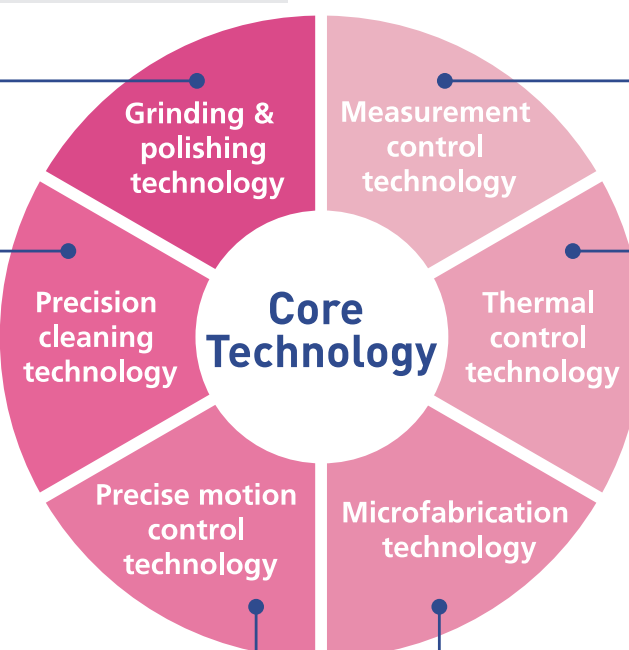 Grinding &
polishing
technology
Measurement
control
technology
Precision
cleaning
technology
Core
Technology
Thermal
control
technology
Precise motion
control
technology
Microfabrication
technology